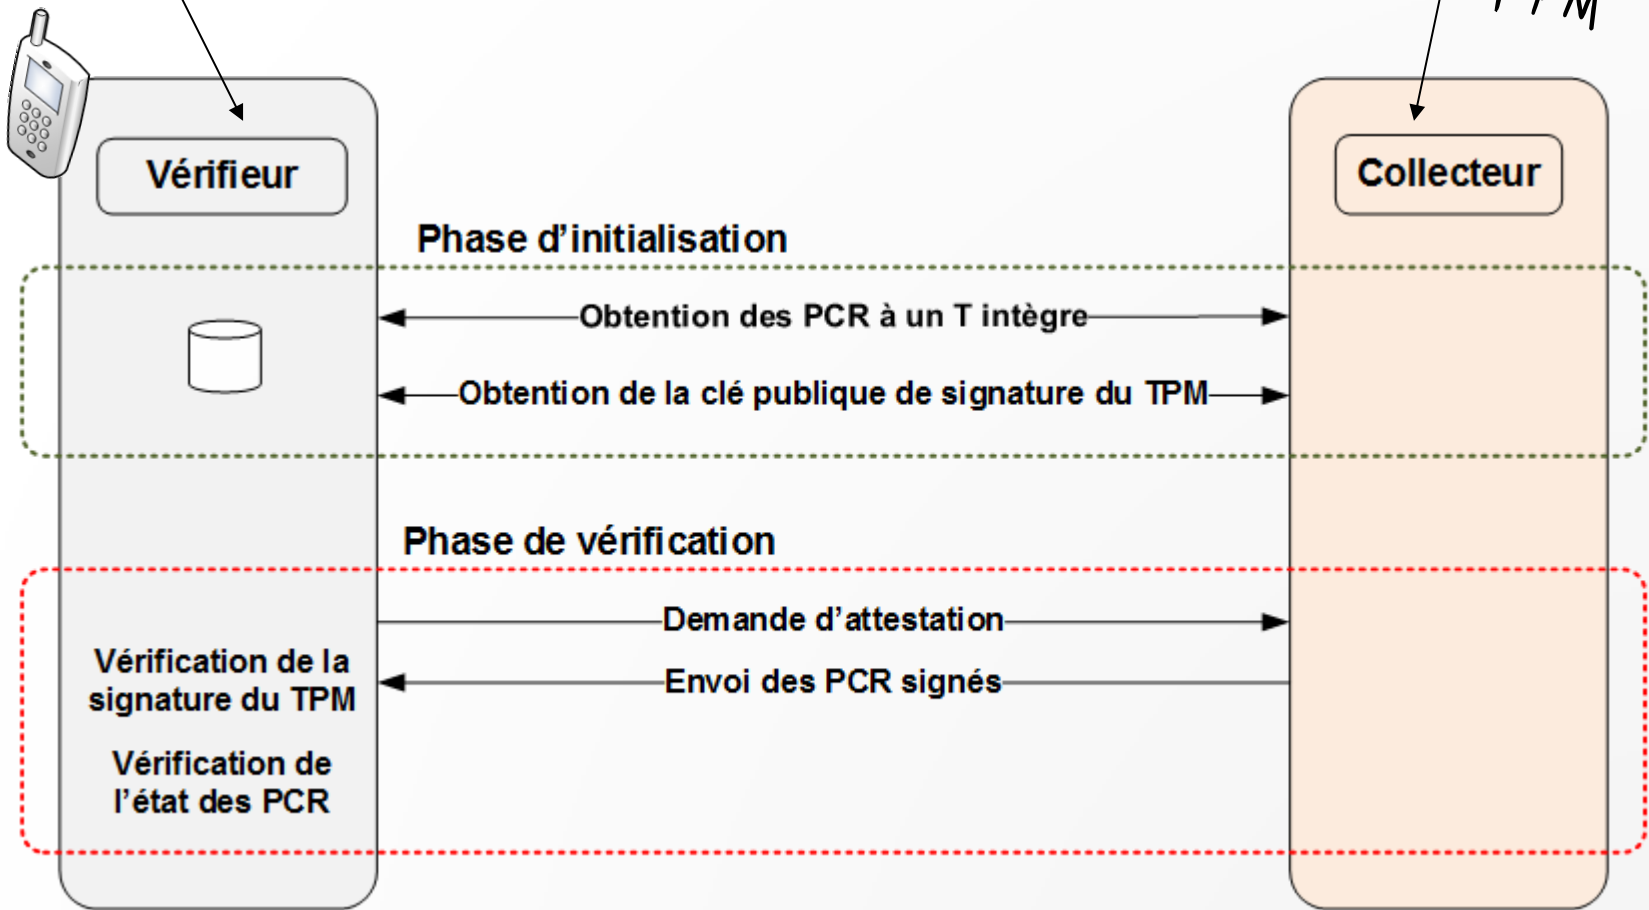 TPM
Vérifieur
Collecteur
Phase d'initialisation
Obtention des PCR à un T intègre
Obtention de la clé publique de signature du TPM
Phase de vérification
Demande d'attestation
Envoi des PCR signés
Vérification de la
signature du TPM
Vérification de
l'état des PCR